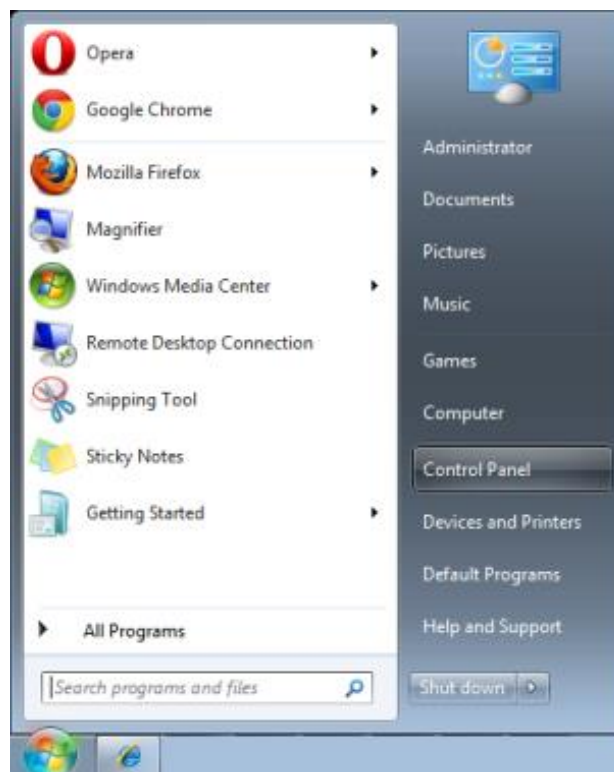 Opera
Google Chrome
Mozilla Firefox
Magnifier
Windows Media Center
Remote Desktop Connection
Snipping Tool
Sticky Notes
Getting Started
All Programs
Search programs and files
Administrator
Documents
Pictures
Music
Games
Computer
Control Panel
Devices and Printers
Default Programs
Help and Support
Shut down